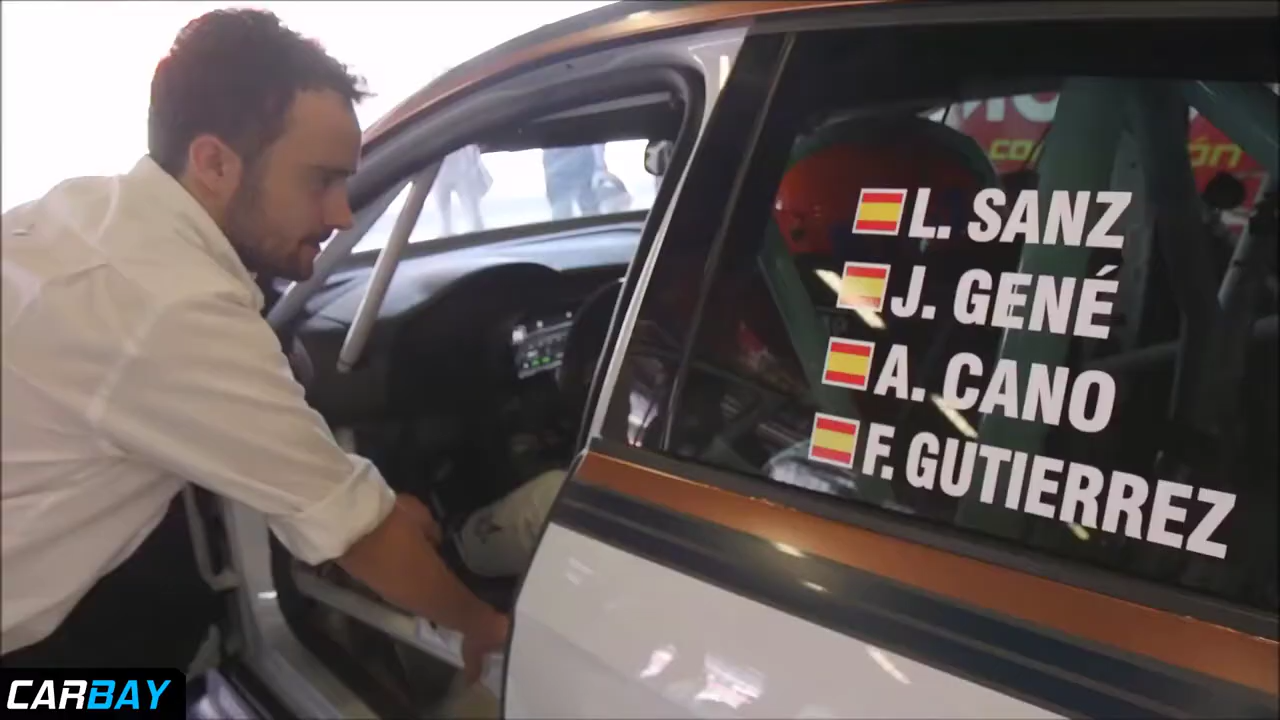 L. SANZ
J. GENÉ
A. CANO
F. GUTIERREZ
CARBAY